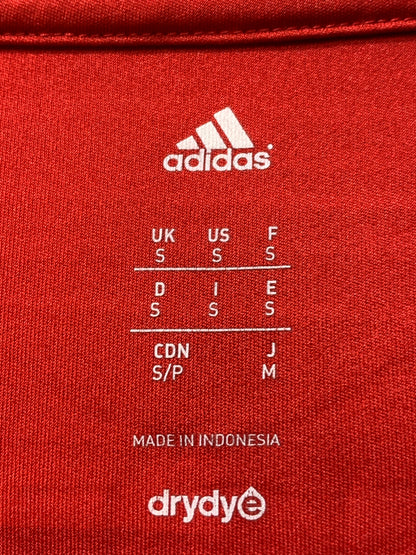 adidas
UK US F
S S S
D I E
S S S
CDN J
S/P M
MADE IN INDONESIA
drydye